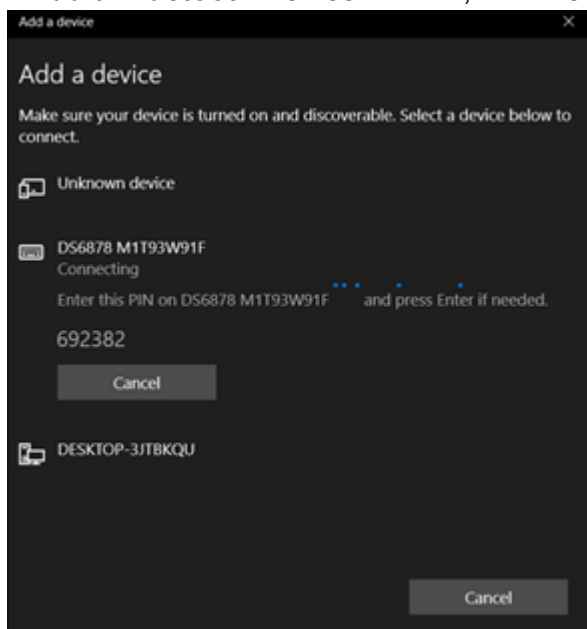 Add a device
Add a device
Make sure your device is turned on and discoverable. Select a device below to
connect.
Unknown device
DS6878 M1T93W91F
Connecting
Enter this PIN on DS6878 M1T93W91F and press Enter if needed.
692382
Cancel
DESKTOP-3JTBKQU
Cancel